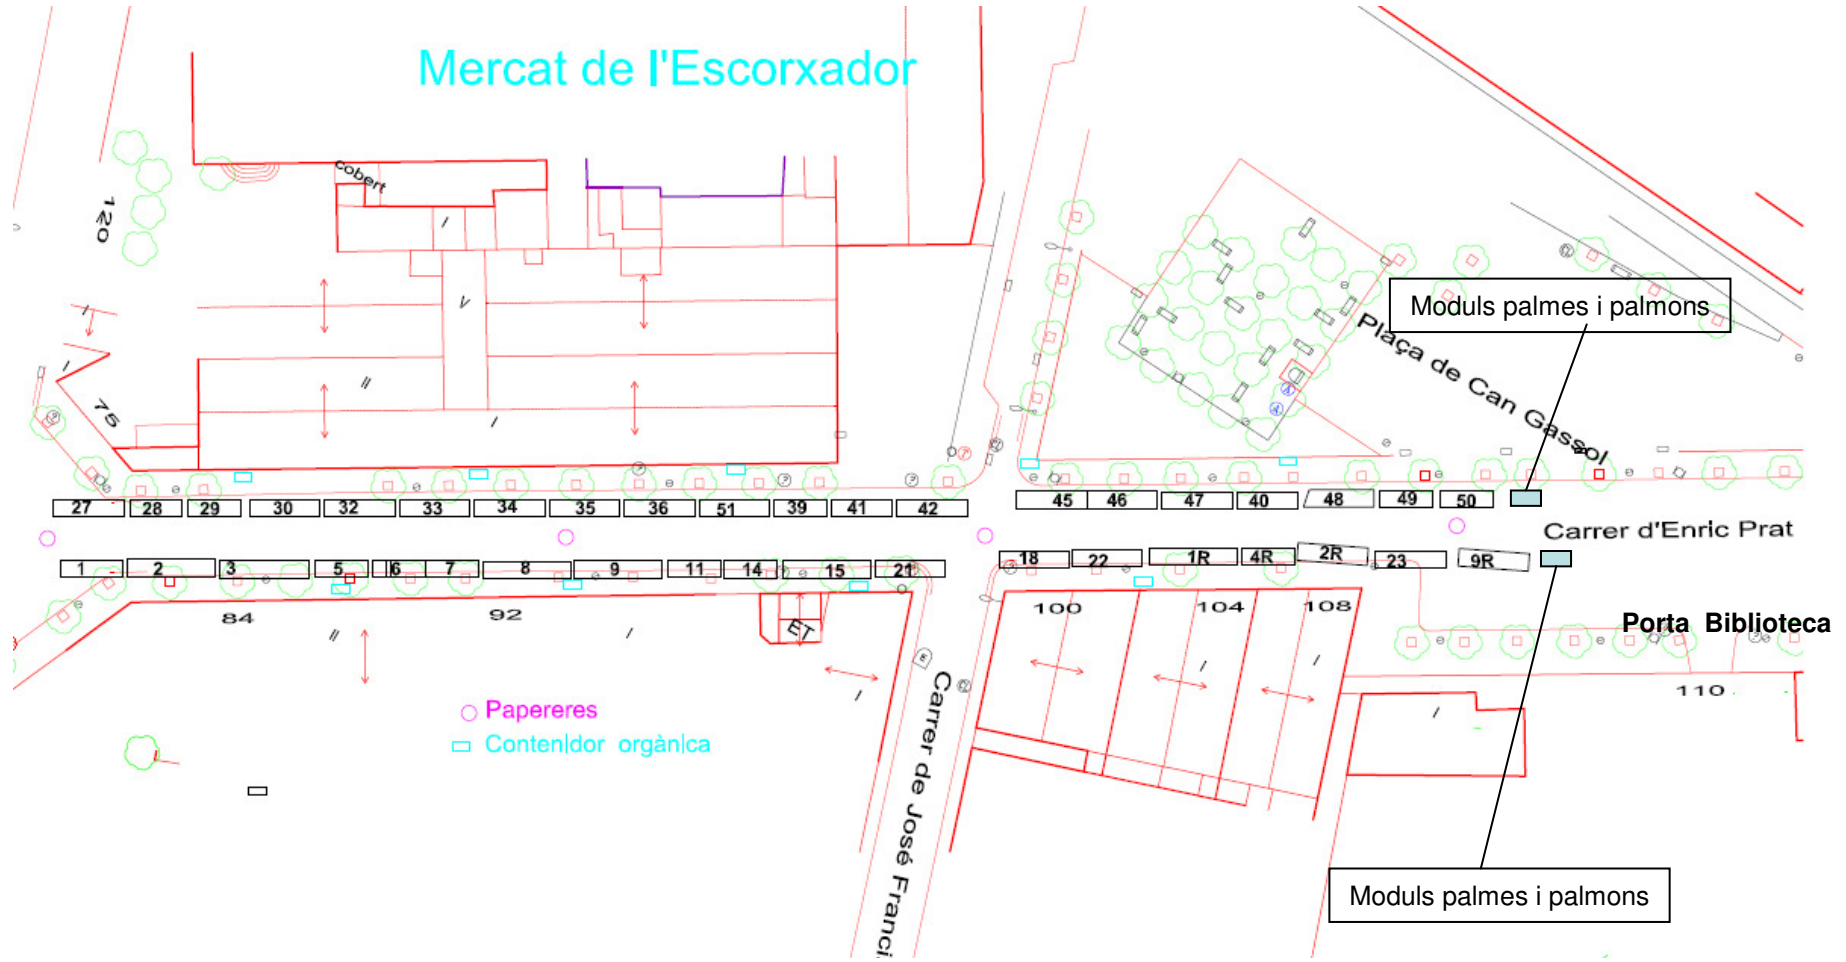 Mercat de l'Escorxador
cobert
120
I
V
I
I
75
II
I
Moduls palmes i palmons
Plaça de Can Gassol
27 28 29 30 32 33 34 35 36 51 39 41 42
45 46 47 40 48 49 50
Carrer d'Enric Prat
1 2 3 5 6 7 8 9 11 14 15 21
18 22 1R 4R 2R 23 9R
84 92
100 104 108
Porta Biblioteca
II
I
ET
I
I
I
110
I
I
Carrer de José Franci
Papereres
Contenidor orgànica
Moduls palmes i palmons